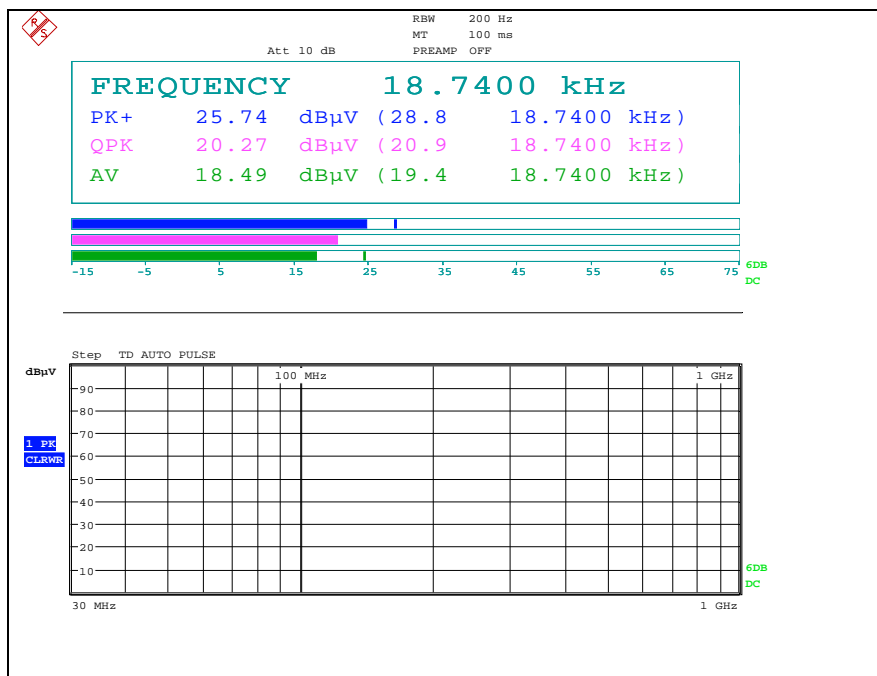 R S
RBW 200 Hz
MT 100 ms
Att 10 dB PREAMP OFF
FREQUENCY 18.7400 kHz
PK+ 25.74 dBµV (28.8 18.7400 kHz)
QPK 20.27 dBµV (20.9 18.7400 kHz)
AV 18.49 dBµV (19.4 18.7400 kHz)
-15 -5 5 15 25 35 45 55 65 75
6DB
DC
Step TD AUTO PULSE
dBµV
100 MHz 1 GHz
90
80
70
1 PK
CLRWR
60
50
40
30
20
10
6DB
DC
30 MHz 1 GHz